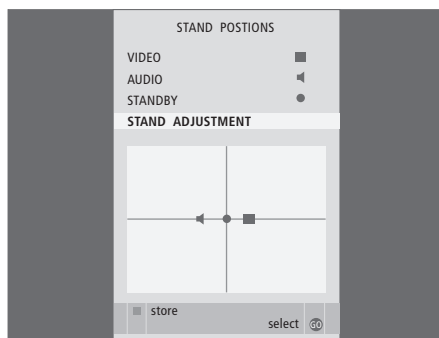 STAND POSTIONS
VIDEO
AUDIO
STANDBY
STAND ADJUSTMENT
store
select GO